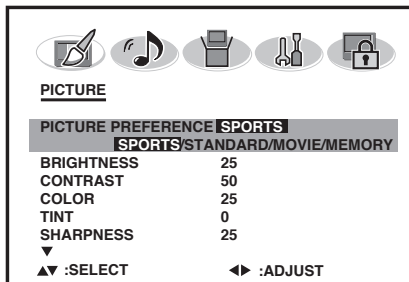 PICTURE
PICTURE PREFERENCE SPORTS
SPORTS/STANDARD/MOVIE/MEMORY
BRIGHTNESS 25
CONTRAST 50
COLOR 25
TINT 0
SHARPNESS 25
▼
▲▼ :SELECT ◀▶ :ADJUST